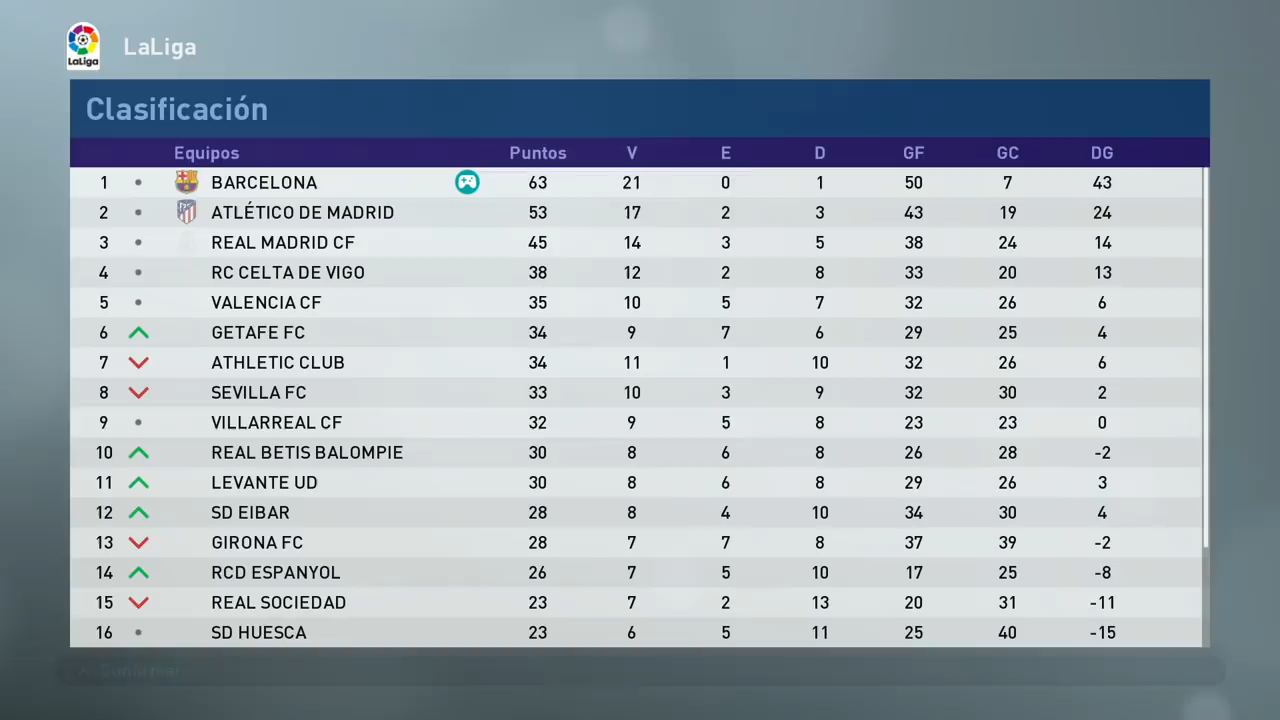 LaLiga
LaLiga
Clasificación
Equipos Puntos V E D GF GC DG
1 BARCELONA 63 21 0 1 50 7 43
2 ATLÉTICO DE MADRID 53 17 2 3 43 19 24
3 REAL MADRID CF 45 14 3 5 38 24 14
4 RC CELTA DE VIGO 38 12 2 8 33 20 13
5 VALENCIA CF 35 10 5 7 32 26 6
6 GETAFE FC 34 9 7 6 29 25 4
7 ATHLETIC CLUB 34 11 1 10 32 26 6
8 SEVILLA FC 33 10 3 9 32 30 2
9 VILLARREAL CF 32 9 5 8 23 23 0
10 REAL BETIS BALOMPIE 30 8 6 8 26 28 -2
11 LEVANTE UD 30 8 6 8 29 26 3
12 SD EIBAR 28 8 4 10 34 30 4
13 GIRONA FC 28 7 7 8 37 39 -2
14 RCD ESPANYOL 26 7 5 10 17 25 -8
15 REAL SOCIEDAD 23 7 2 13 20 31 -11
16 SD HUESCA 23 6 5 11 25 40 -15